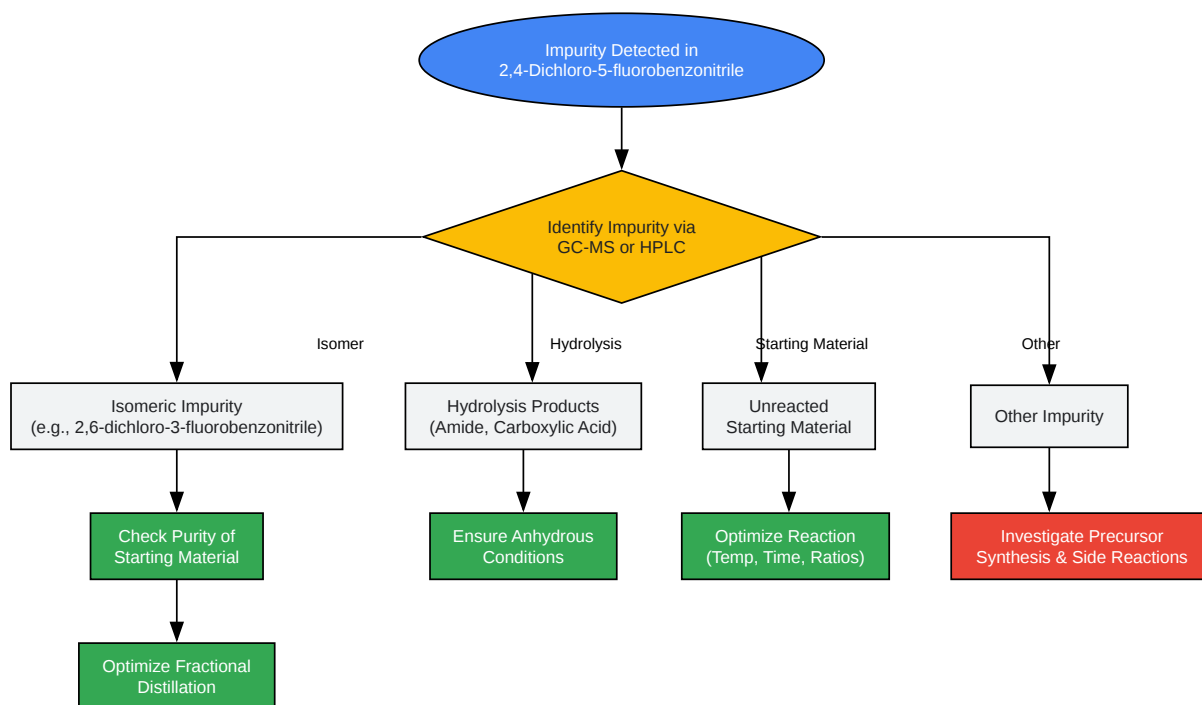 Impurity Detected in
2,4-Dichloro-5-fluorobenzonitrile
Identify Impurity via
GC-MS or HPLC
Isomer
Hydrolysis
Starting Material
Other
Isomeric Impurity
(e.g., 2,6-dichloro-3-fluorobenzonitrile)
Hydrolysis Products
(Amide, Carboxylic Acid)
Unreacted
Starting Material
Other Impurity
Check Purity of
Starting Material
Ensure Anhydrous
Conditions
Optimize Reaction
(Temp, Time, Ratios)
Investigate Precursor
Synthesis & Side Reactions
Optimize Fractional
Distillation